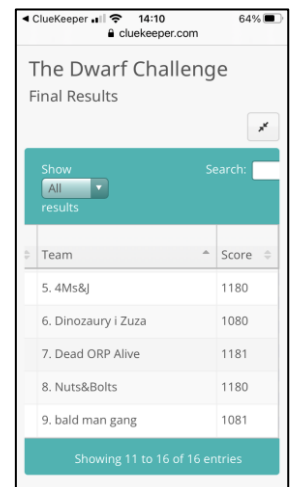 ClueKeeper 14:10 64%
cluekeeper.com
The Dwarf Challenge
Final Results
Show Search:
All
results
Team Score
5. 4Ms&J 1180
6. Dinozaury i Zuza 1080
7. Dead ORP Alive 1181
8. Nuts&Bolts 1180
9. bald man gang 1081
Showing 11 to 16 of 16 entries